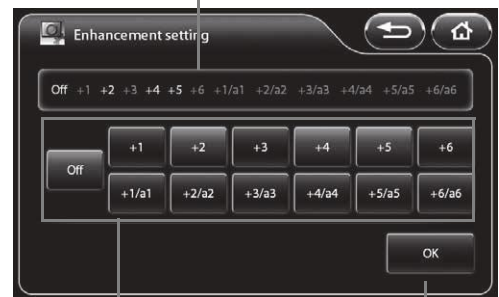 Enhancement setting
Off +1 +2 +3 +4 +5 +6 +1/a1 +2/a2 +3/a3 +4/a4 +5/a5 +6/a6
+1 +2 +3 +4 +5 +6
Off
+1/a1 +2/a2 +3/a3 +4/a4 +5/a5 +6/a6
OK